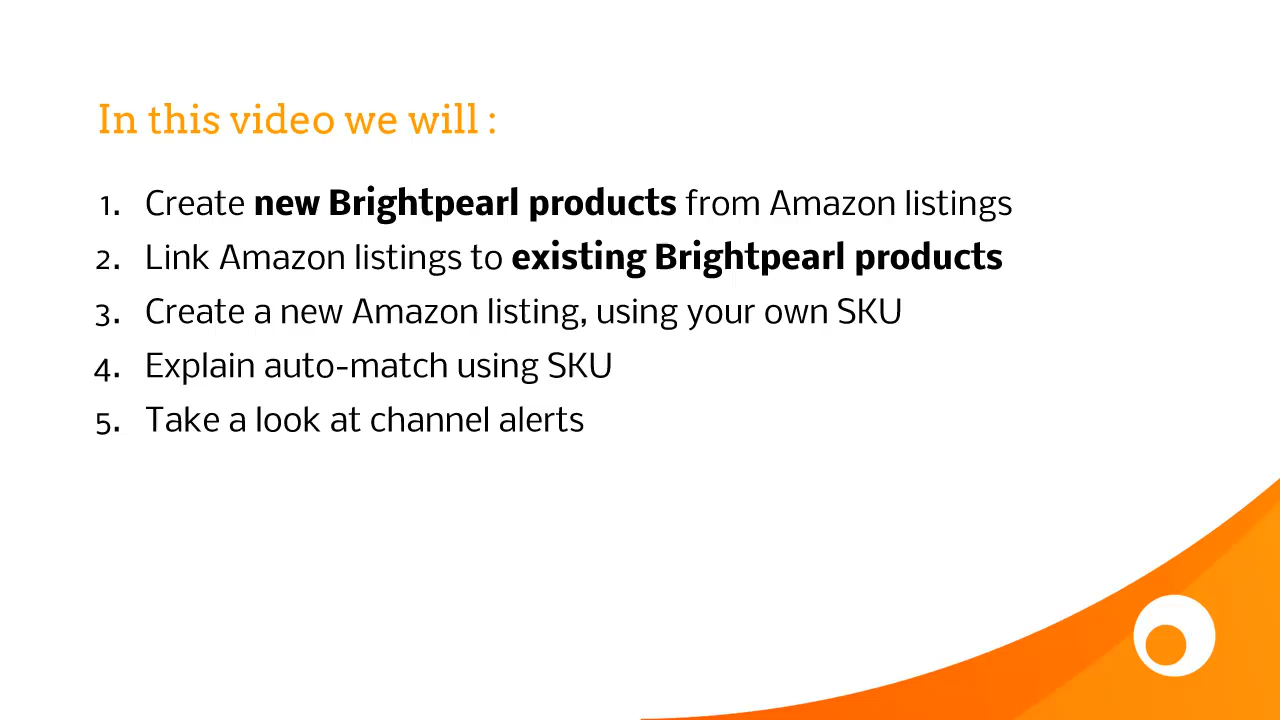 In this video we will :
1. Create new Brightpearl products from Amazon listings
2. Link Amazon listings to existing Brightpearl products
3. Create a new Amazon listing, using your own SKU
4. Explain auto-match using SKU
5. Take a look at channel alerts